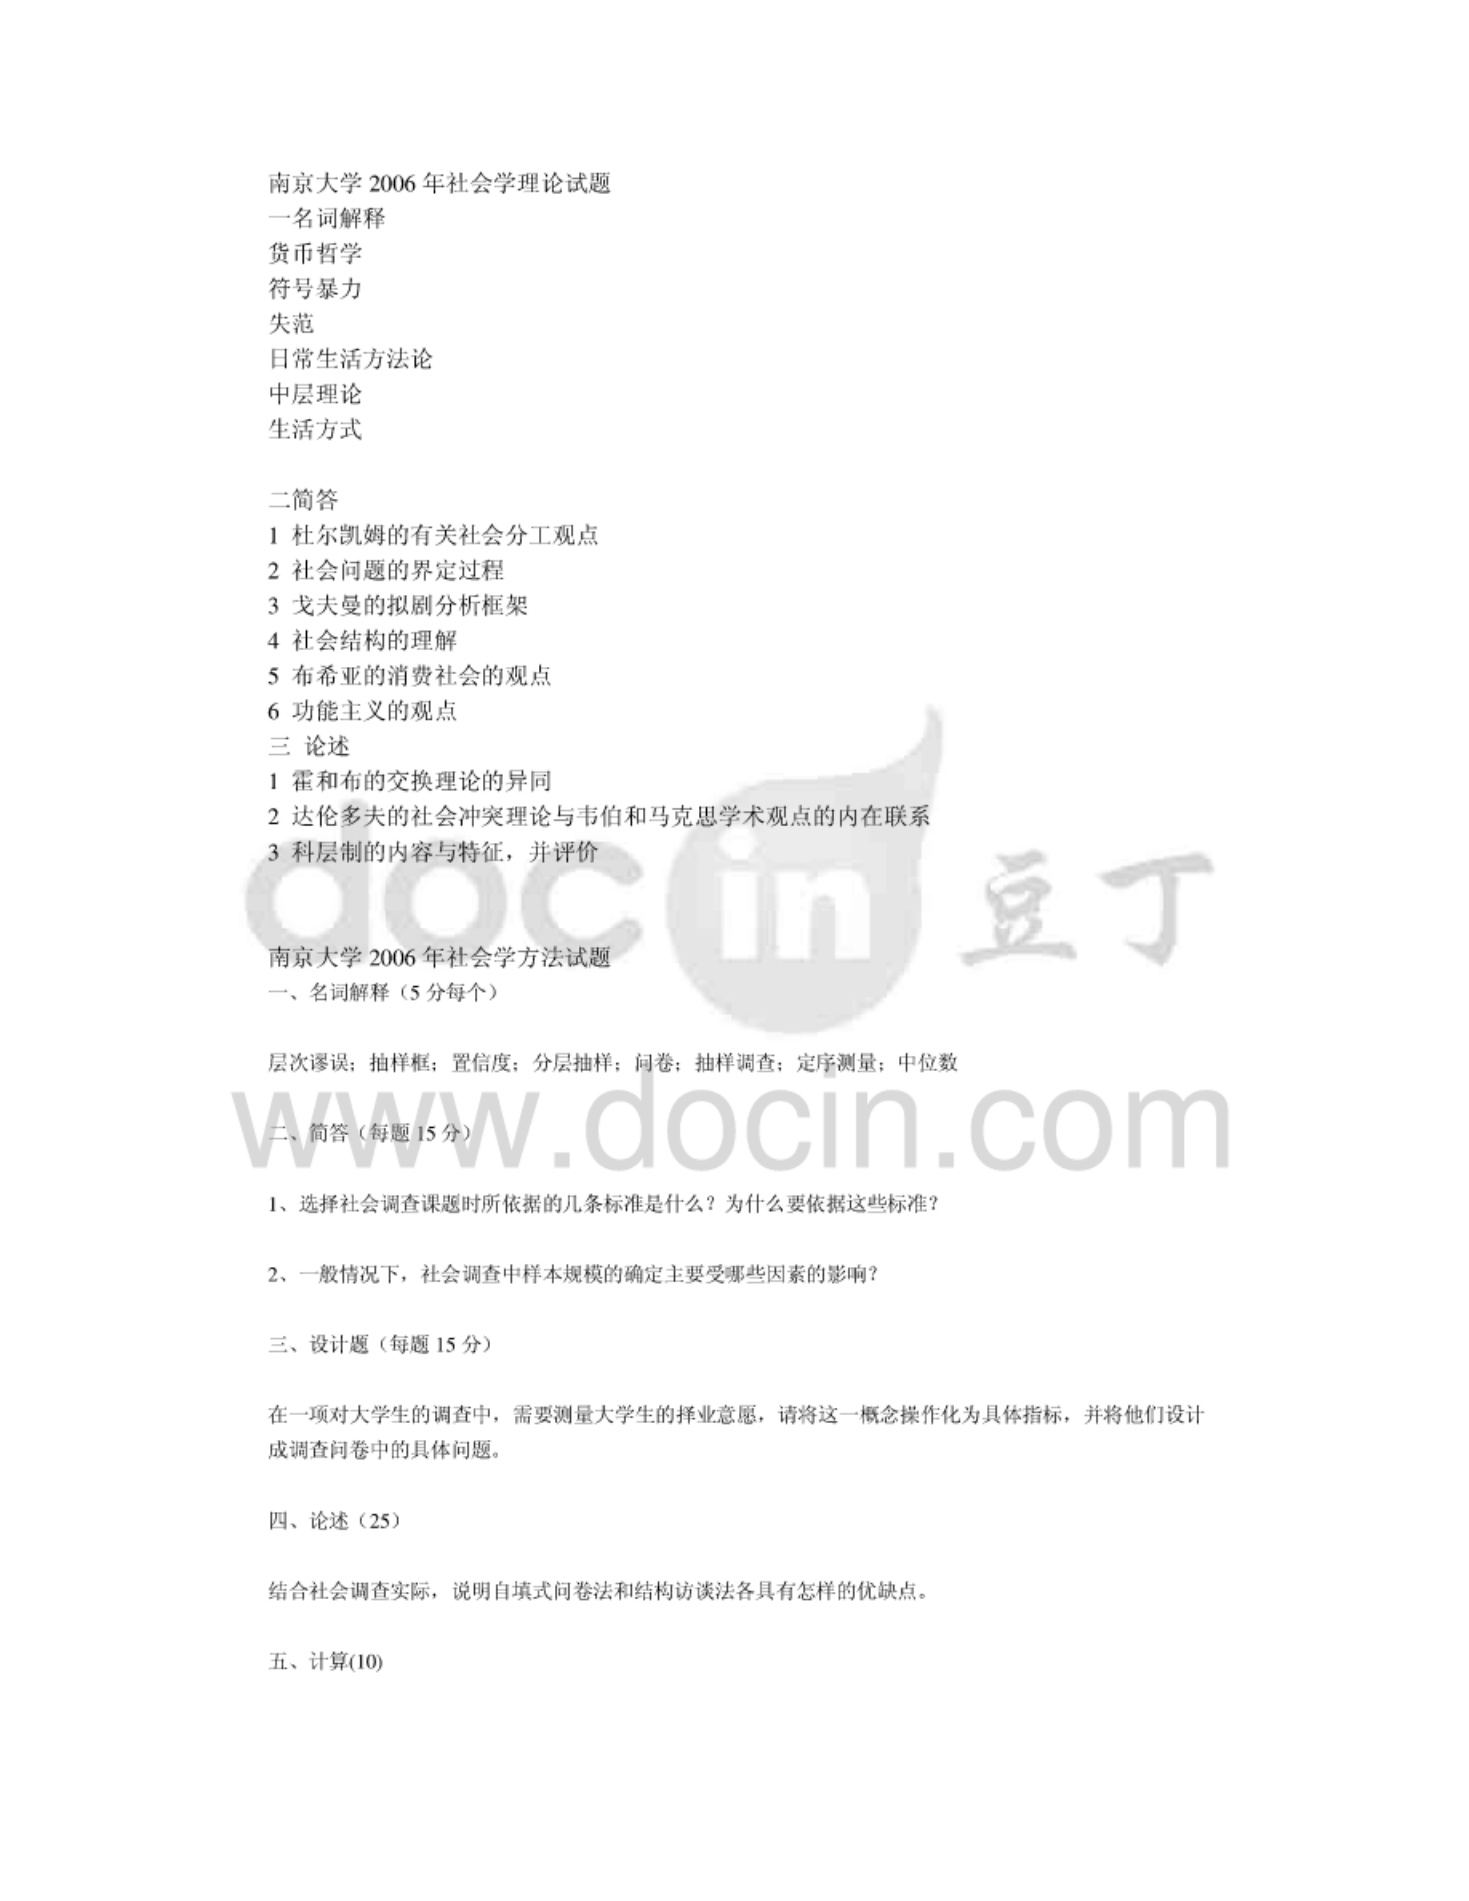 南京大学 2006 年社会学理论试题
一名词解释
货币哲学
符号暴力
失范
日常生活方法论
中层理论
生活方式
二简答
1 杜尔凯姆的有关社会分工观点
2 社会问题的界定过程
3 戈夫曼的拟剧分析框架
4 社会结构的理解
5 布希亚的消费社会的观点
6 功能主义的观点
三 论述
1 霍和布的交换理论的异同
2 达伦多夫的社会冲突理论与韦伯和马克思学术观点的内在联系
3 科层制的内容与特征，并评价
docin 豆丁
南京大学 2006 年社会学方法试题
一、名词解释（5 分每个）
层次谬误；抽样框；置信度；分层抽样；问卷；抽样调查；定序测量；中位数
www.docin.com
二、简答（每题 15 分）
1、选择社会调查课题时所依据的几条标准是什么？为什么要依据这些标准？
2、一般情况下，社会调查中样本规模的确定主要受哪些因素的影响？
三、设计题（每题 15 分）
在一项对大学生的调查中，需要测量大学生的择业意愿，请将这一概念操作化为具体指标，并将他们设计
成调查问卷中的具体问题。
四、论述（25）
结合社会调查实际，说明自填式问卷法和结构访谈法各具有怎样的优缺点。
五、计算(10)